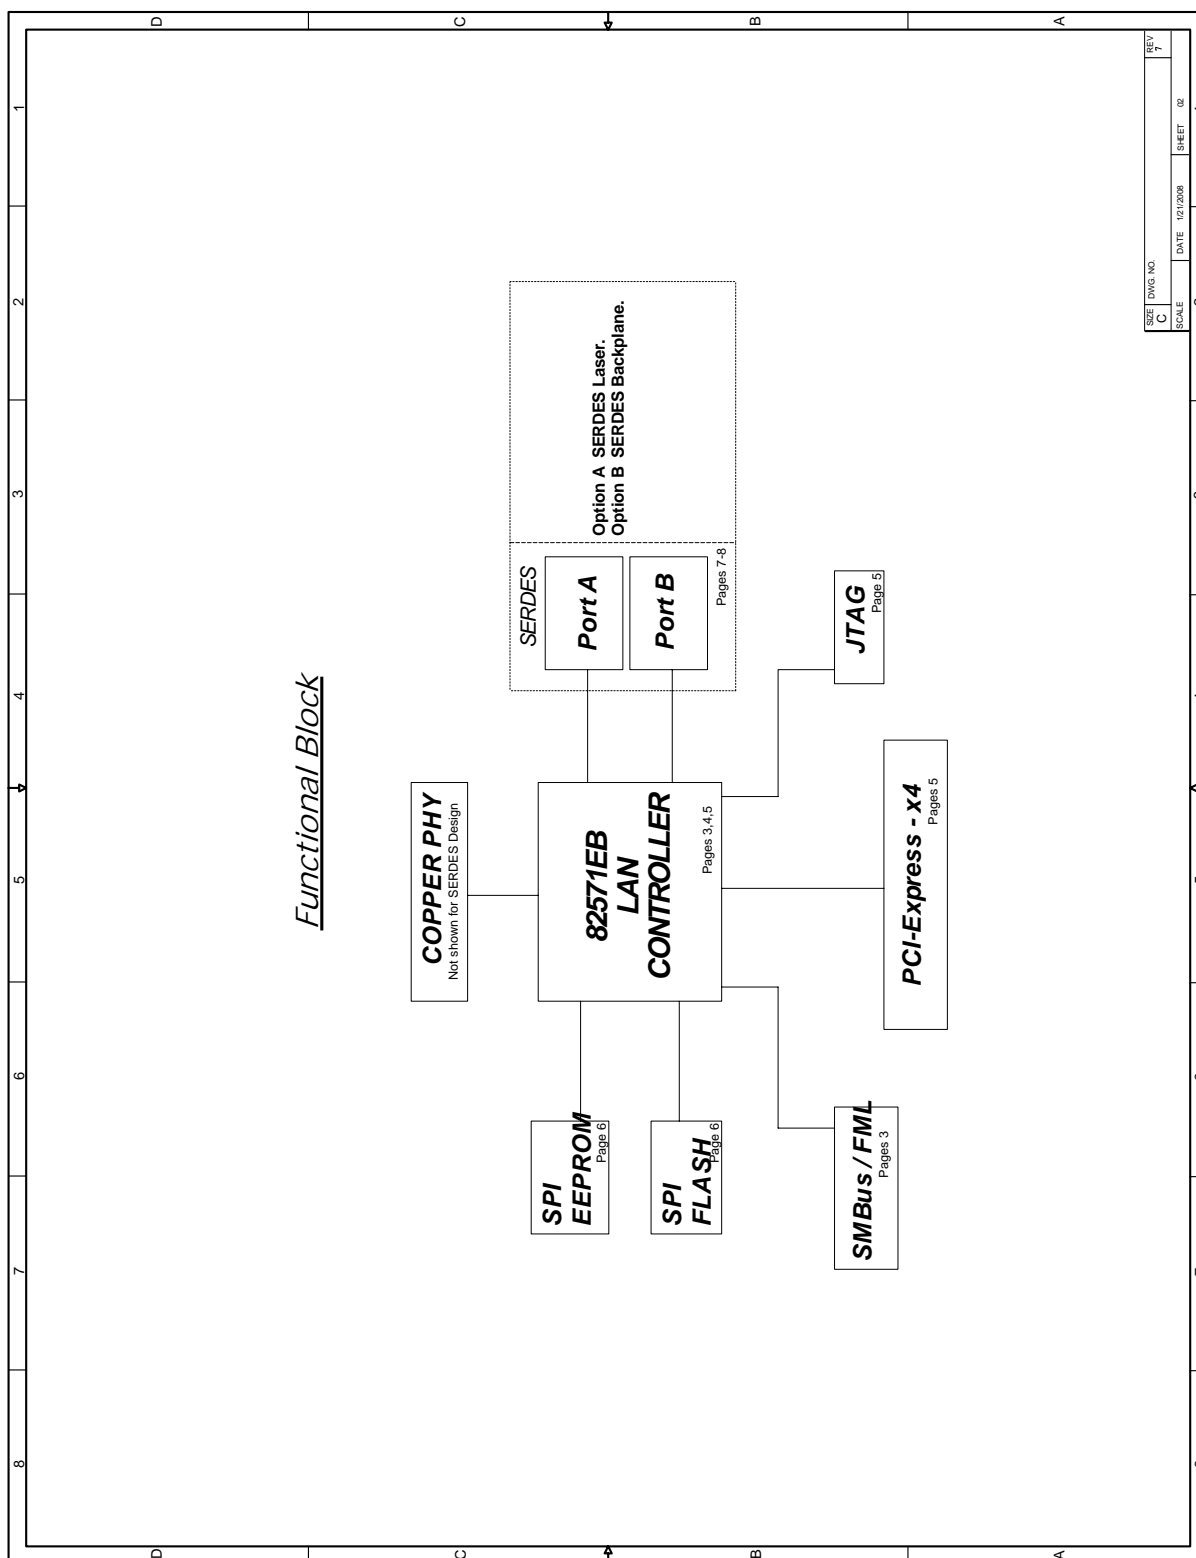 8
7
6
5
4
3
2
1
D
D
Functional Block
C
C
COPPER PHY
Not shown for SERDES Design
SPI
EEPROM
Page 6
SPI
FLASH
Page 6
82571EB
LAN
CONTROLLER
Pages 3,4,5
SERDES
Port A
Port B
Pages 7-8
Option A SERDES Laser.
Option B SERDES Backplane.
B
B
SMBus / FML
Pages 3
JTAG
Page 5
PCI-Express - x4
Pages 5
A
A
SIZE
C
DWG. NO.
REV
7
SCALE
DATE 1/21/2008
SHEET 02